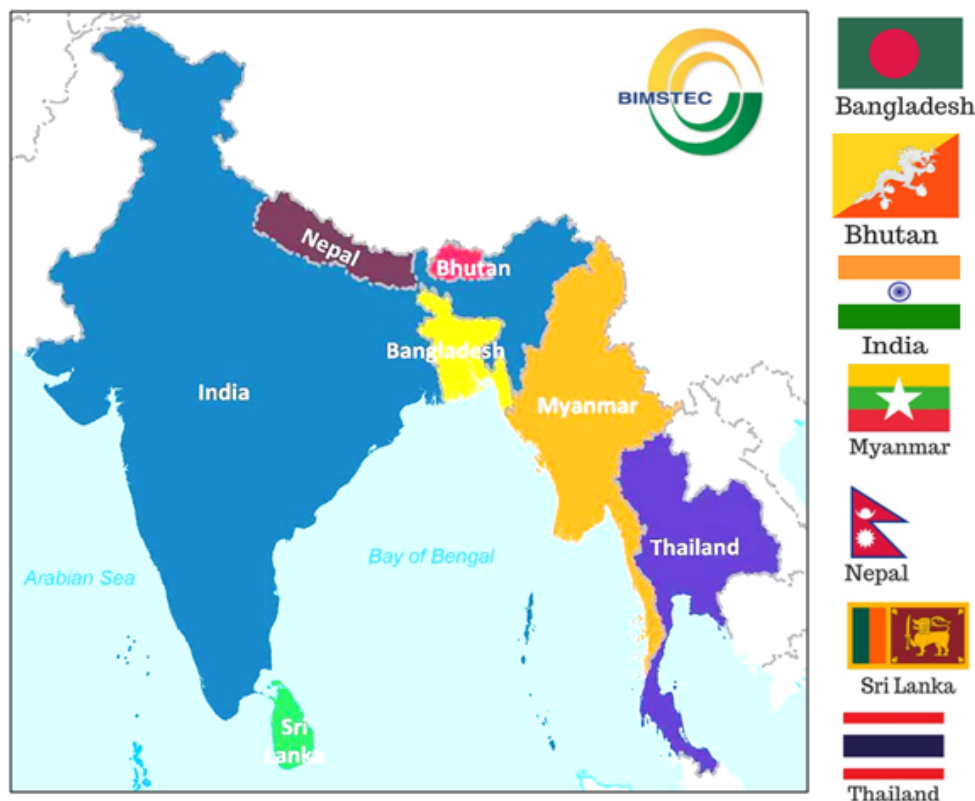 BIMSTEC
Nepal
Bhutan
Bangladesh
India
Myanmar
Thailand
Bay of Bengal
Arabian Sea
Sri
Lanka
Bangladesh
Bhutan
India
Myanmar
Nepal
Sri Lanka
Thailand